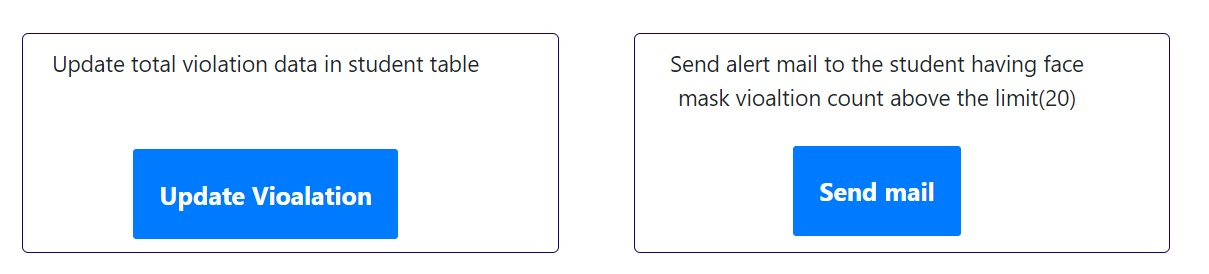 Update total violation data in student table
Update Vioalation
Send alert mail to the student having face
mask vioaltion count above the limit(20)
Send mail